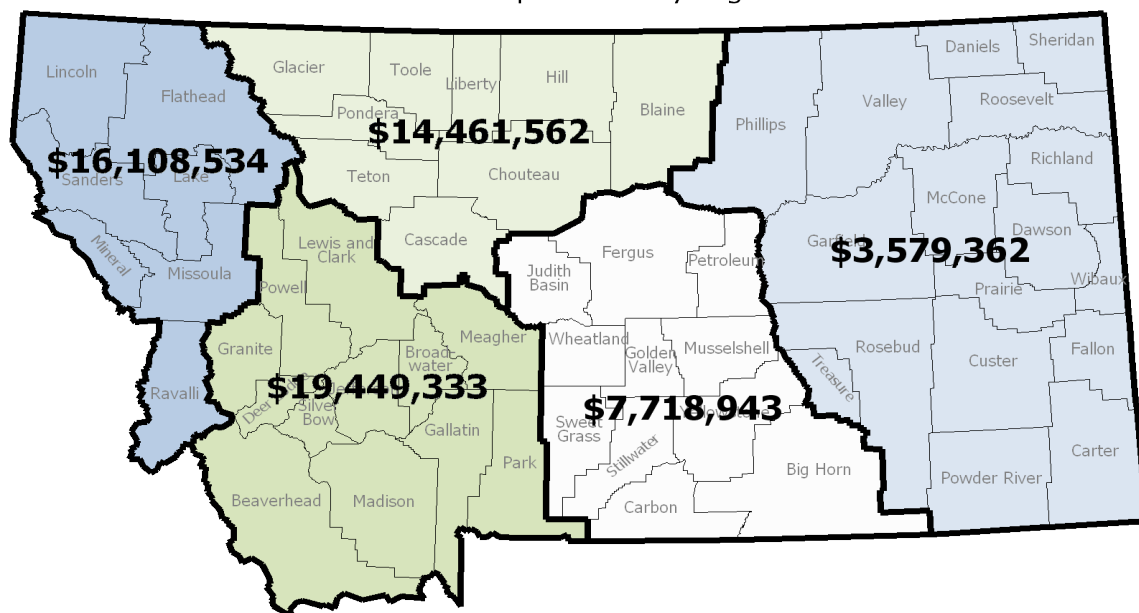 Lincoln
Flathead
Sanders
Lake
Mineral
Missoula
Ravalli
$16,108,534
Glacier
Toole
Liberty
Hill
Blaine
Pondera
Teton
Chouteau
Cascade
$14,461,562
Lewis and
Clark
Powell
Granite
Meagher
Broad-
water
Deer
Silver
Bow
Gallatin
Park
Beaverhead
Madison
$19,449,333
Fergus
Petroleum
Judith
Basin
Wheatland
Golden
Valley
Musselshell
Sweet
Grass
Stillwater
Carbon
Big Horn
$7,718,943
Daniels
Sheridan
Valley
Roosevelt
Phillips
Richland
McCone
Garfield
Dawson
Prairie
Wibaux
Rosebud
Treasure
Custer
Fallon
Carter
Powder River
$3,579,362